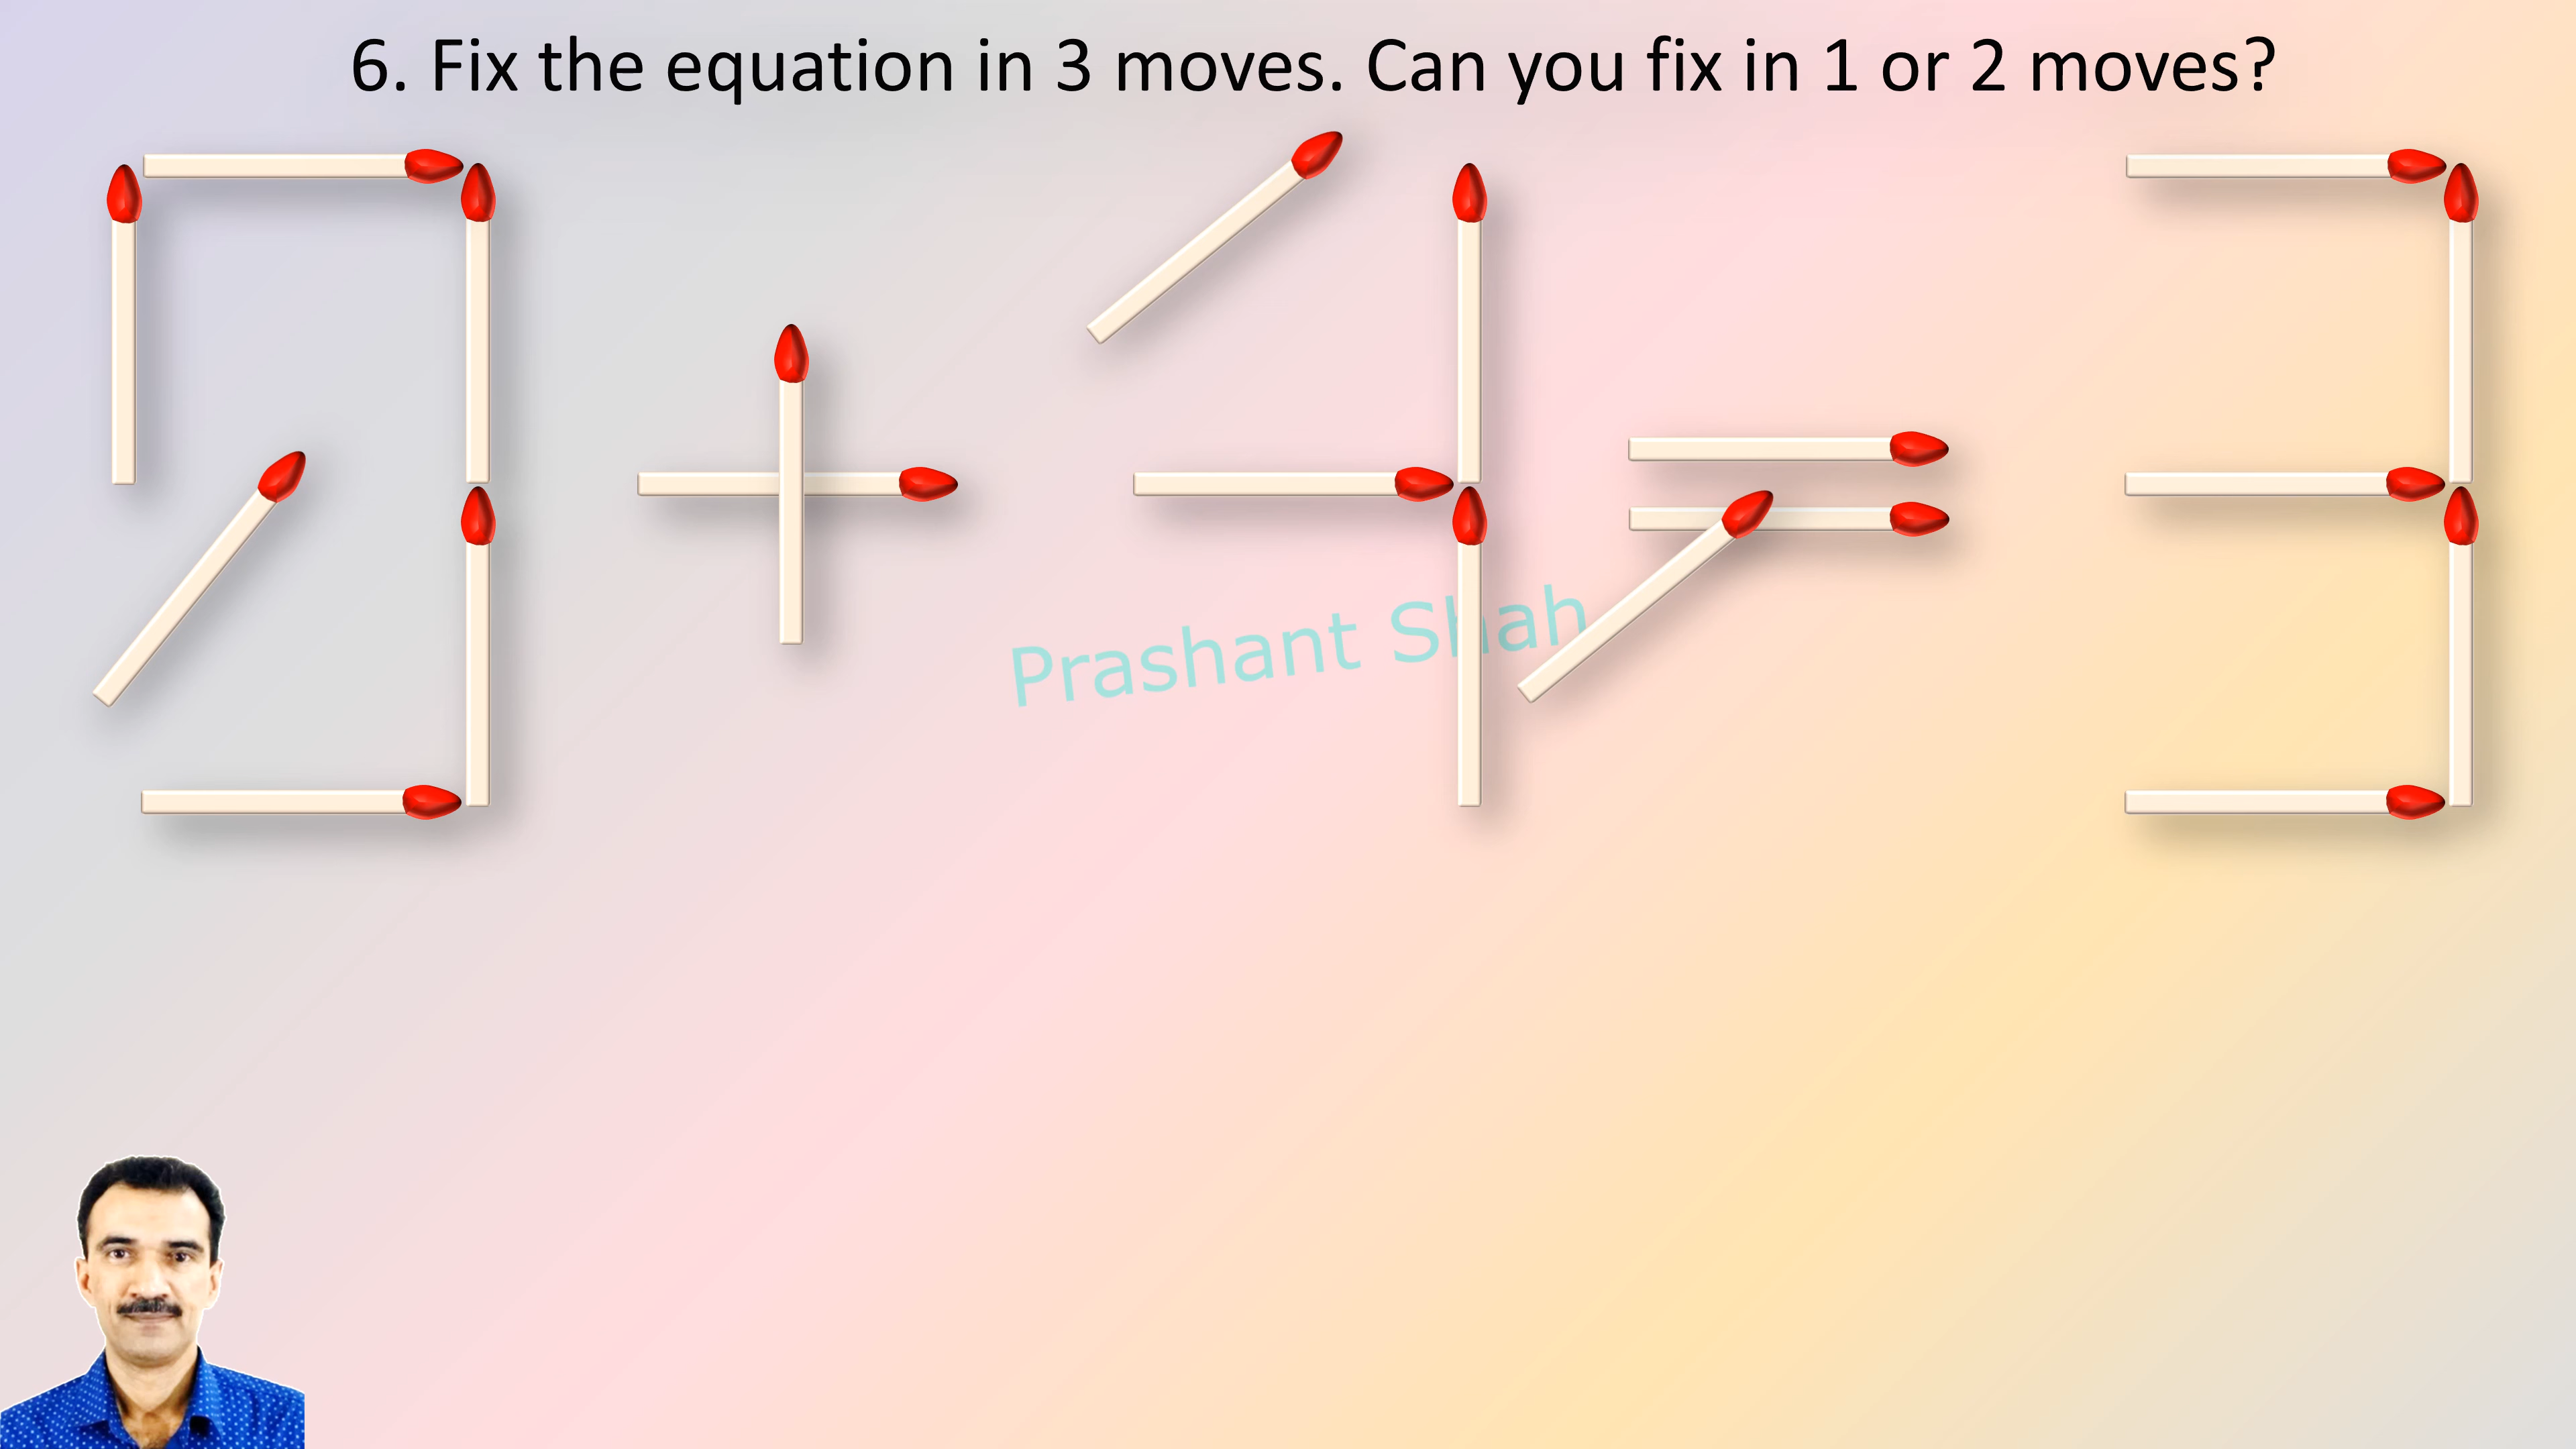 6. Fix the equation in 3 moves. Can you fix in 1 or 2 moves?
Prashant Shah